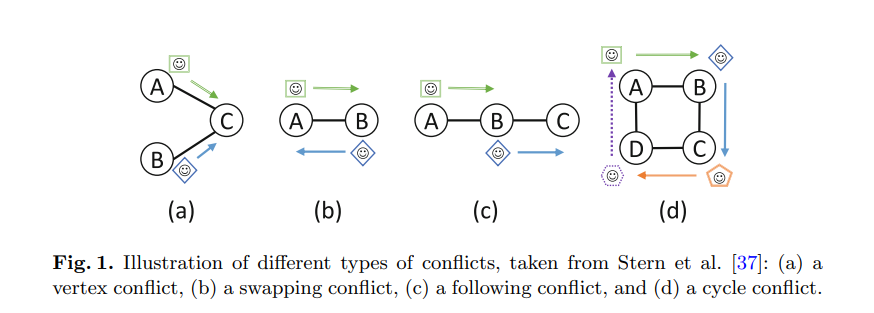 A
B
C
(a)
A
B
(b)
A
B
C
(c)
A
B
D
C
(d)
Fig. 1. Illustration of different types of conflicts, taken from Stern et al. [37]: (a) a
vertex conflict, (b) a swapping conflict, (c) a following conflict, and (d) a cycle conflict.